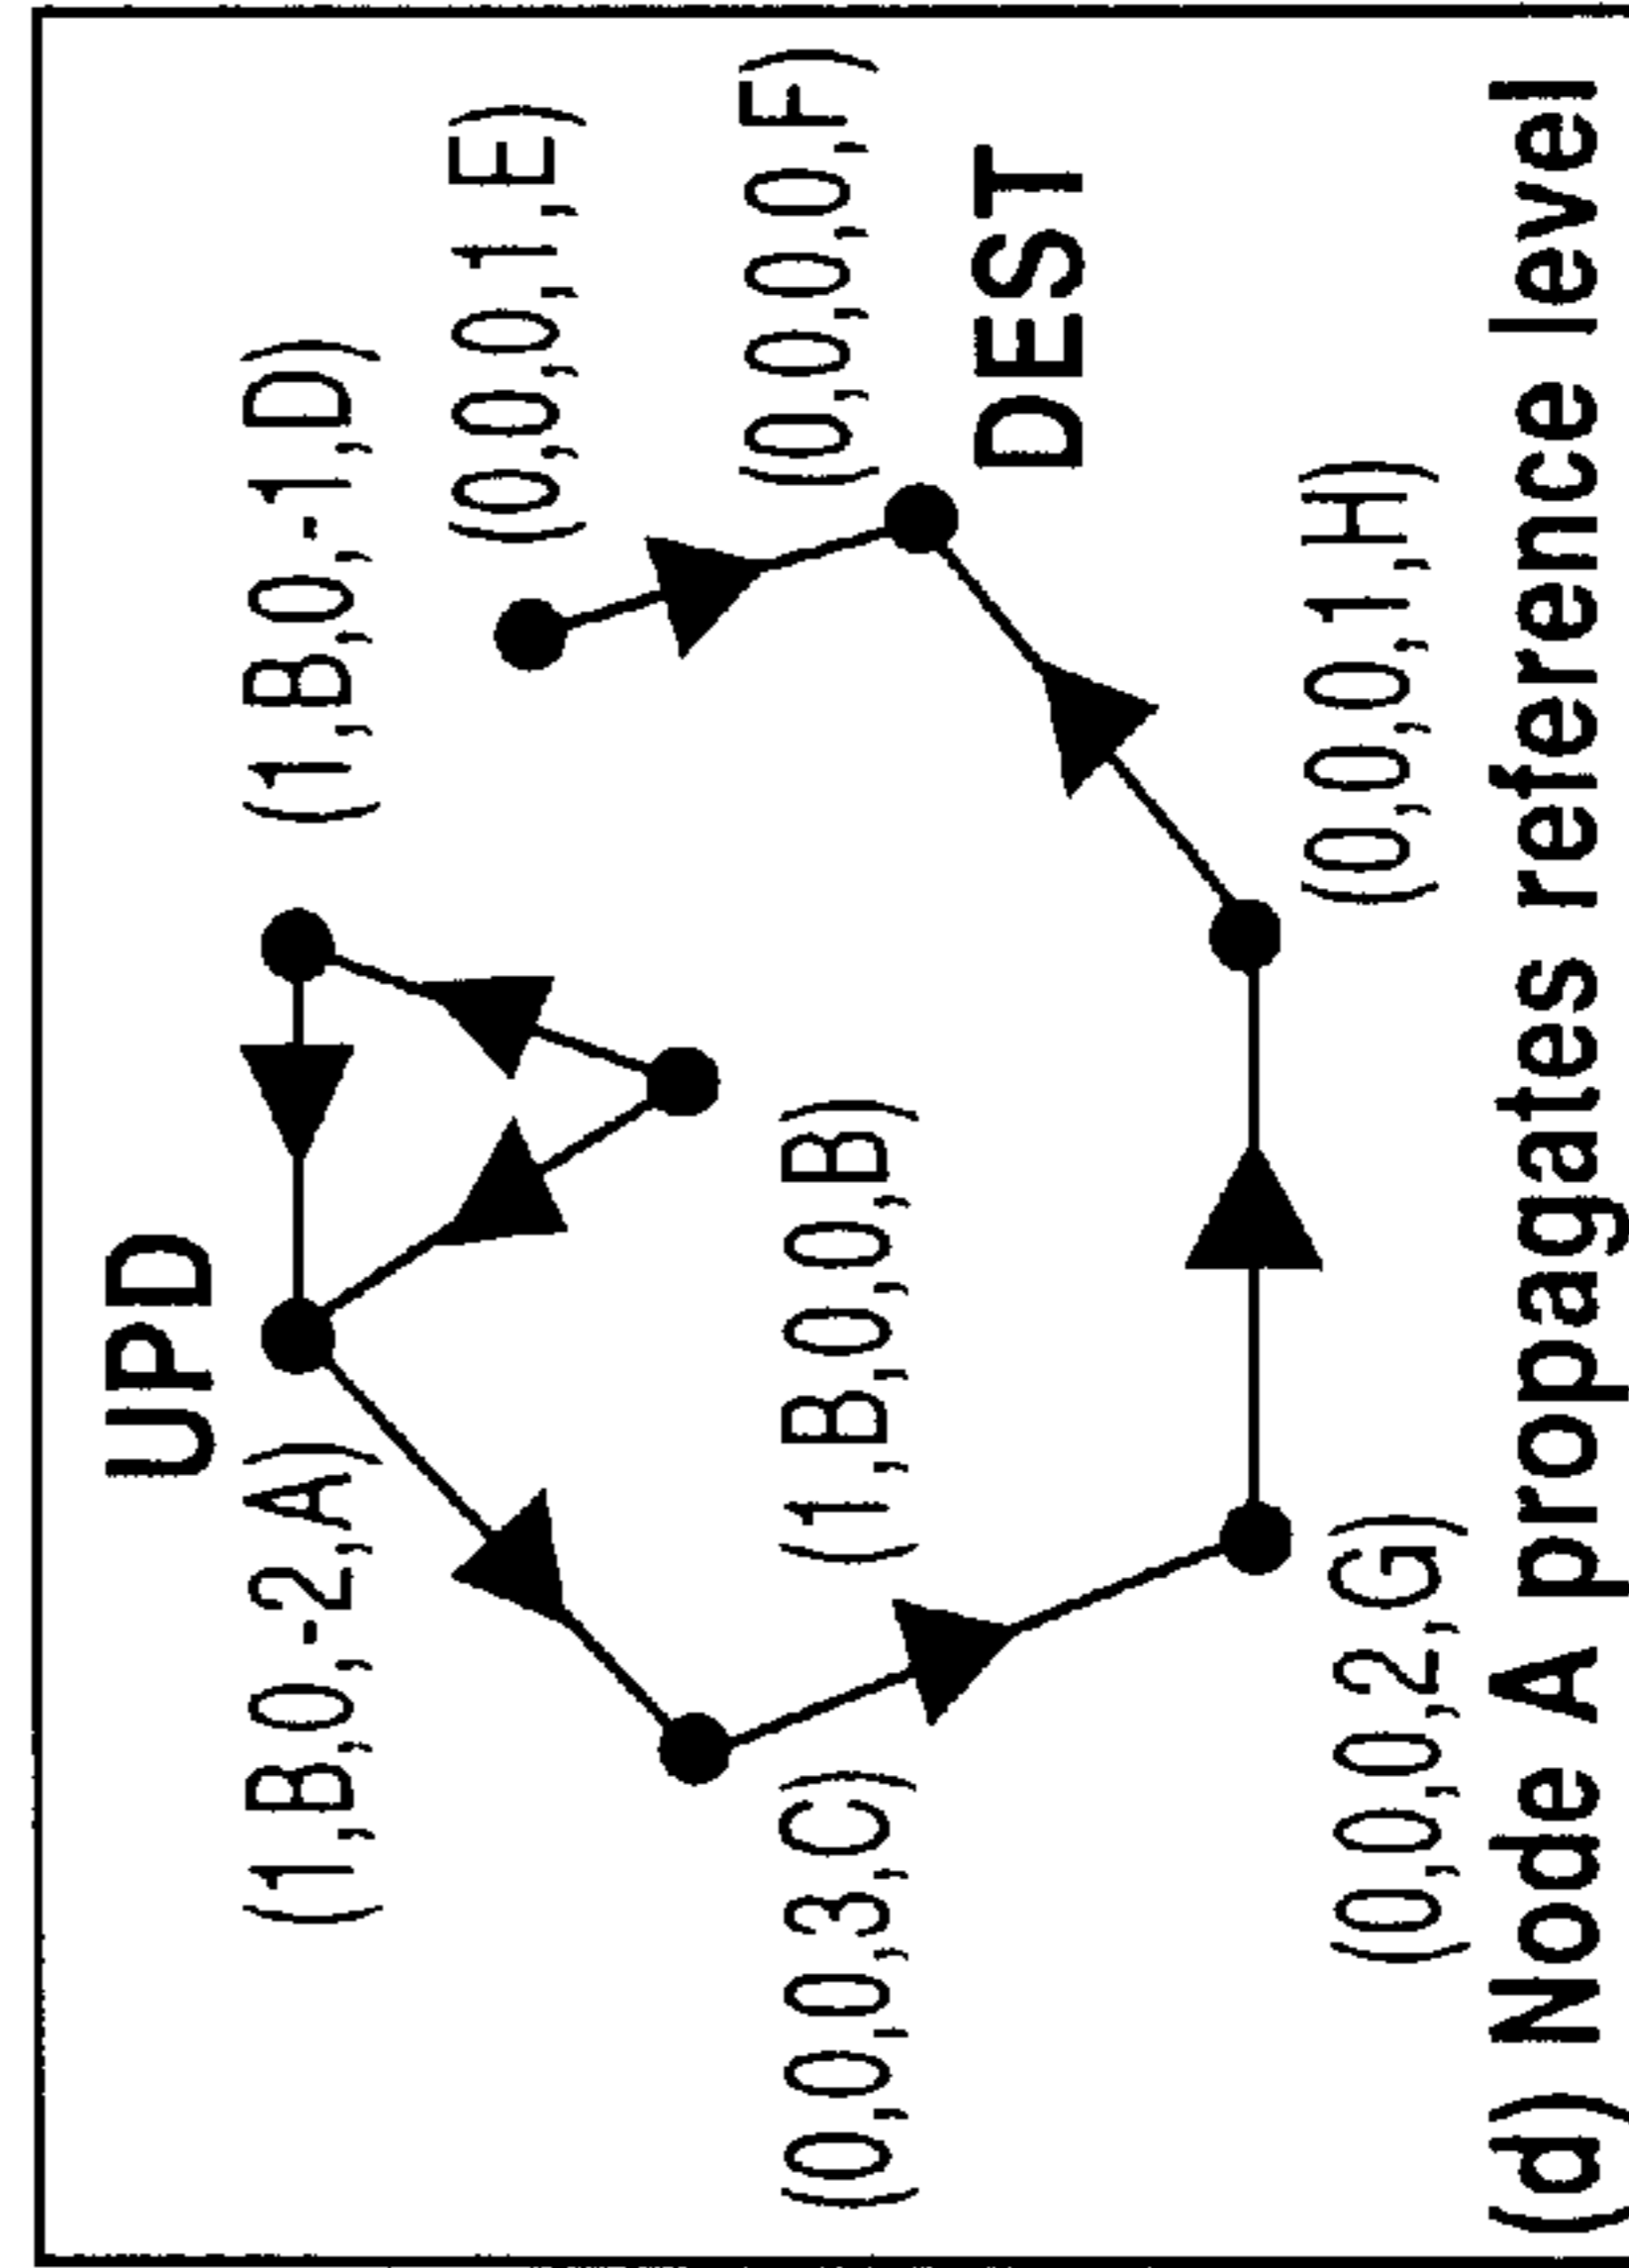 UPD
(1,B,0,-2,A)
(1,B,0,-1,D)
(0,0,0,1,E)
(0,0,0,3,C)
(1,B,0,0,B)
(0,0,0,0,F)
DEST
(0,0,0,2,G)
(0,0,0,1,H)
(d) Node A propagates reference level